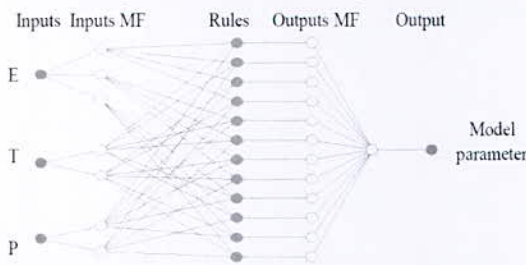 Inputs Inputs MF Rules Outputs MF Output
E
T
P
Model
parameter